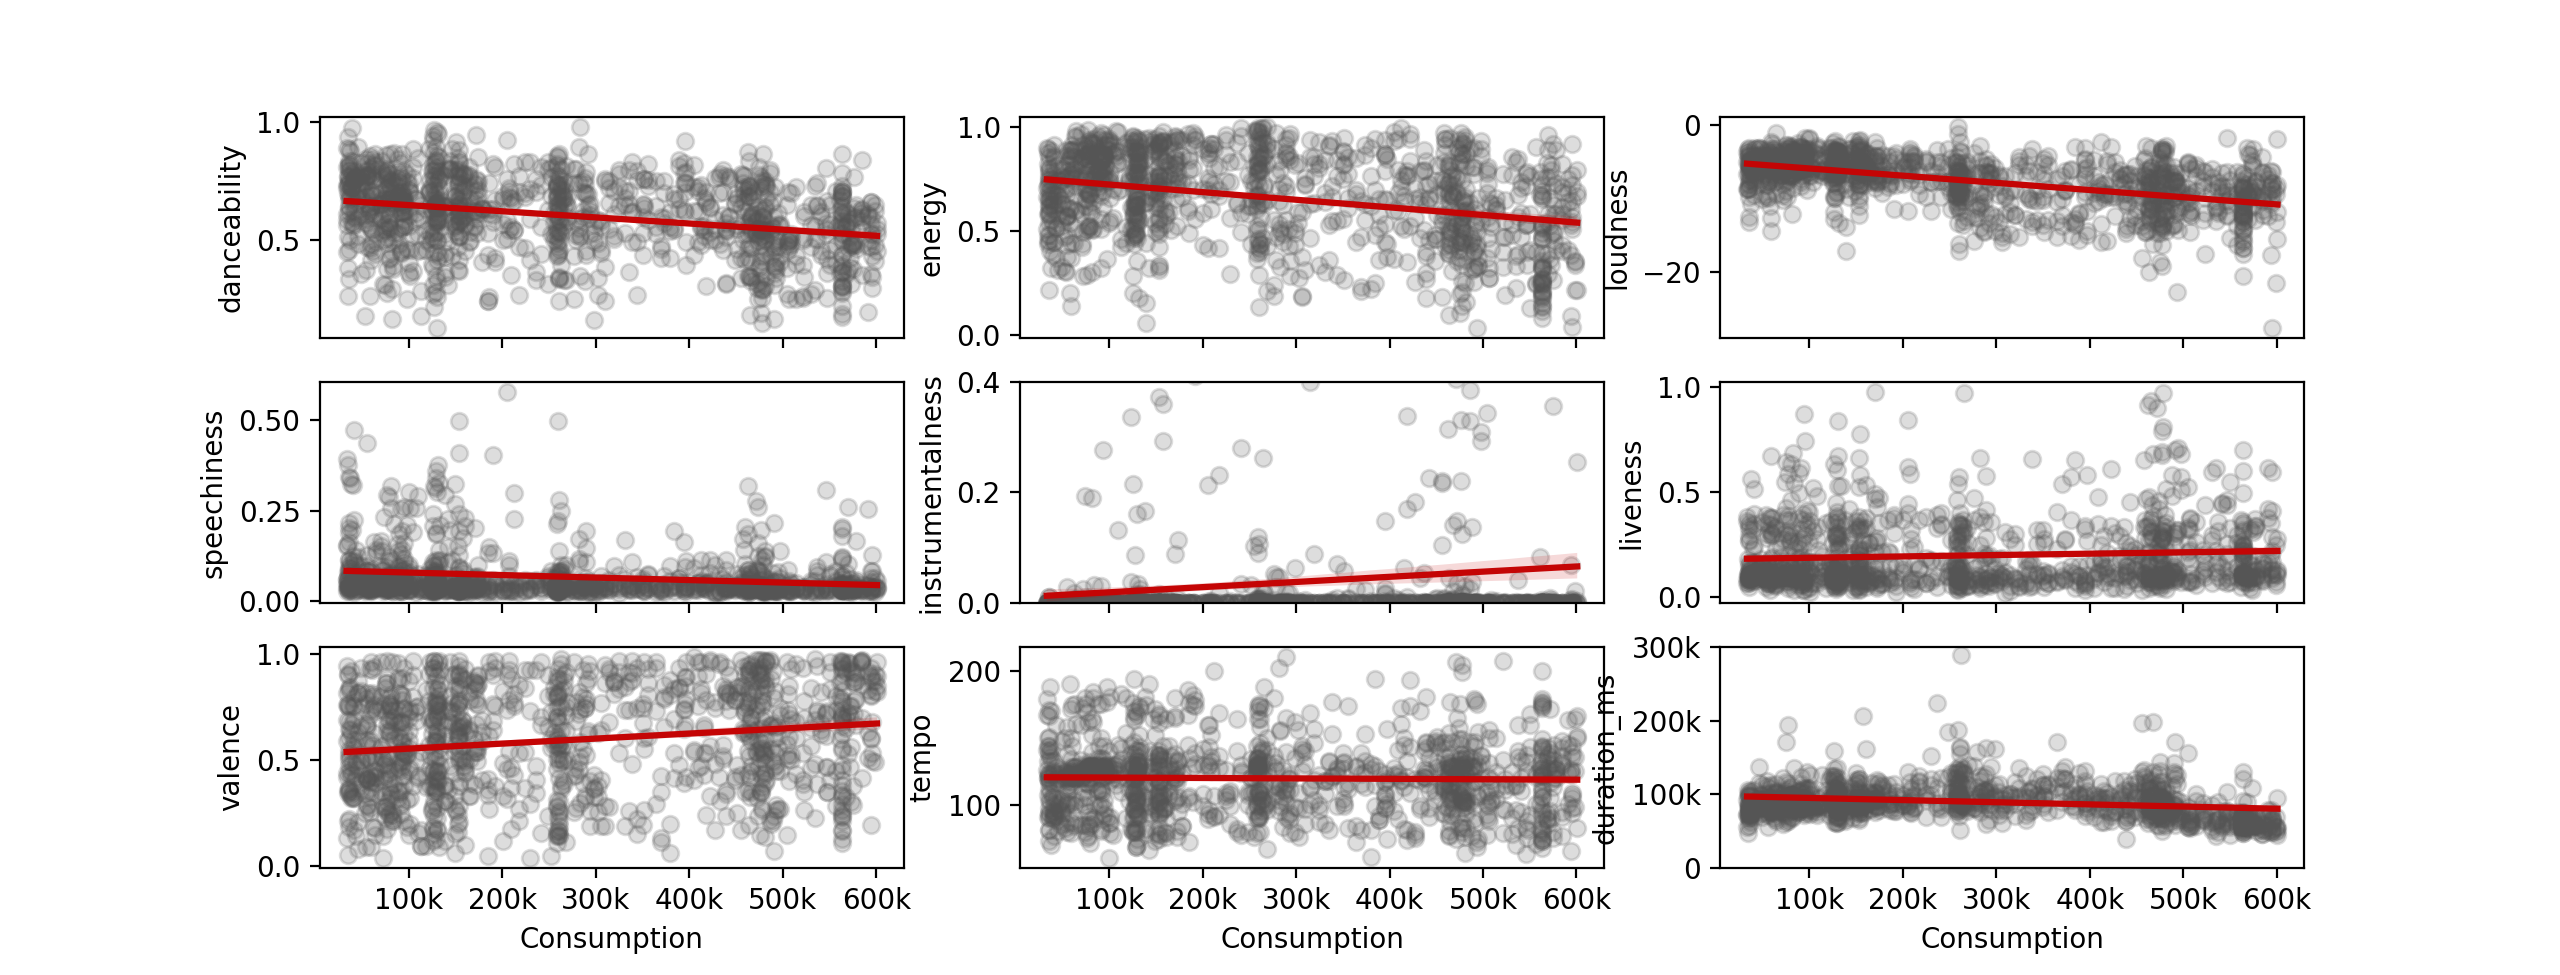 danceability
1.0
0.5
energy
1.0
0.5
0.0
loudness
0
−20
speechiness
0.50
0.25
0.00
instrumentalness
0.4
0.2
0.0
liveness
1.0
0.5
0.0
valence
1.0
0.5
0.0
100k 200k 300k 400k 500k 600k
Consumption
tempo
200
100
100k 200k 300k 400k 500k 600k
Consumption
duration_ms
300k
200k
100k
0
100k 200k 300k 400k 500k 600k
Consumption